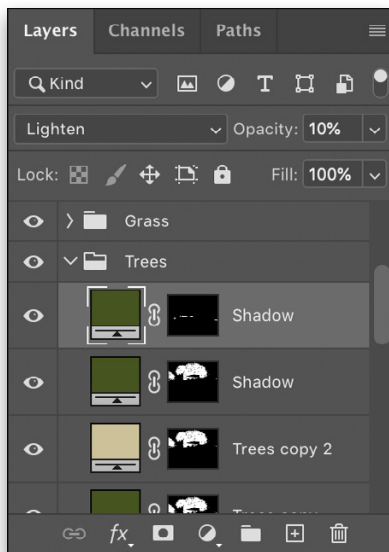 Layers Channels Paths
Kind
Lighten Opacity: 10%
Lock: Fill: 100%
Grass
Trees
Shadow
Shadow
Trees copy 2
fx